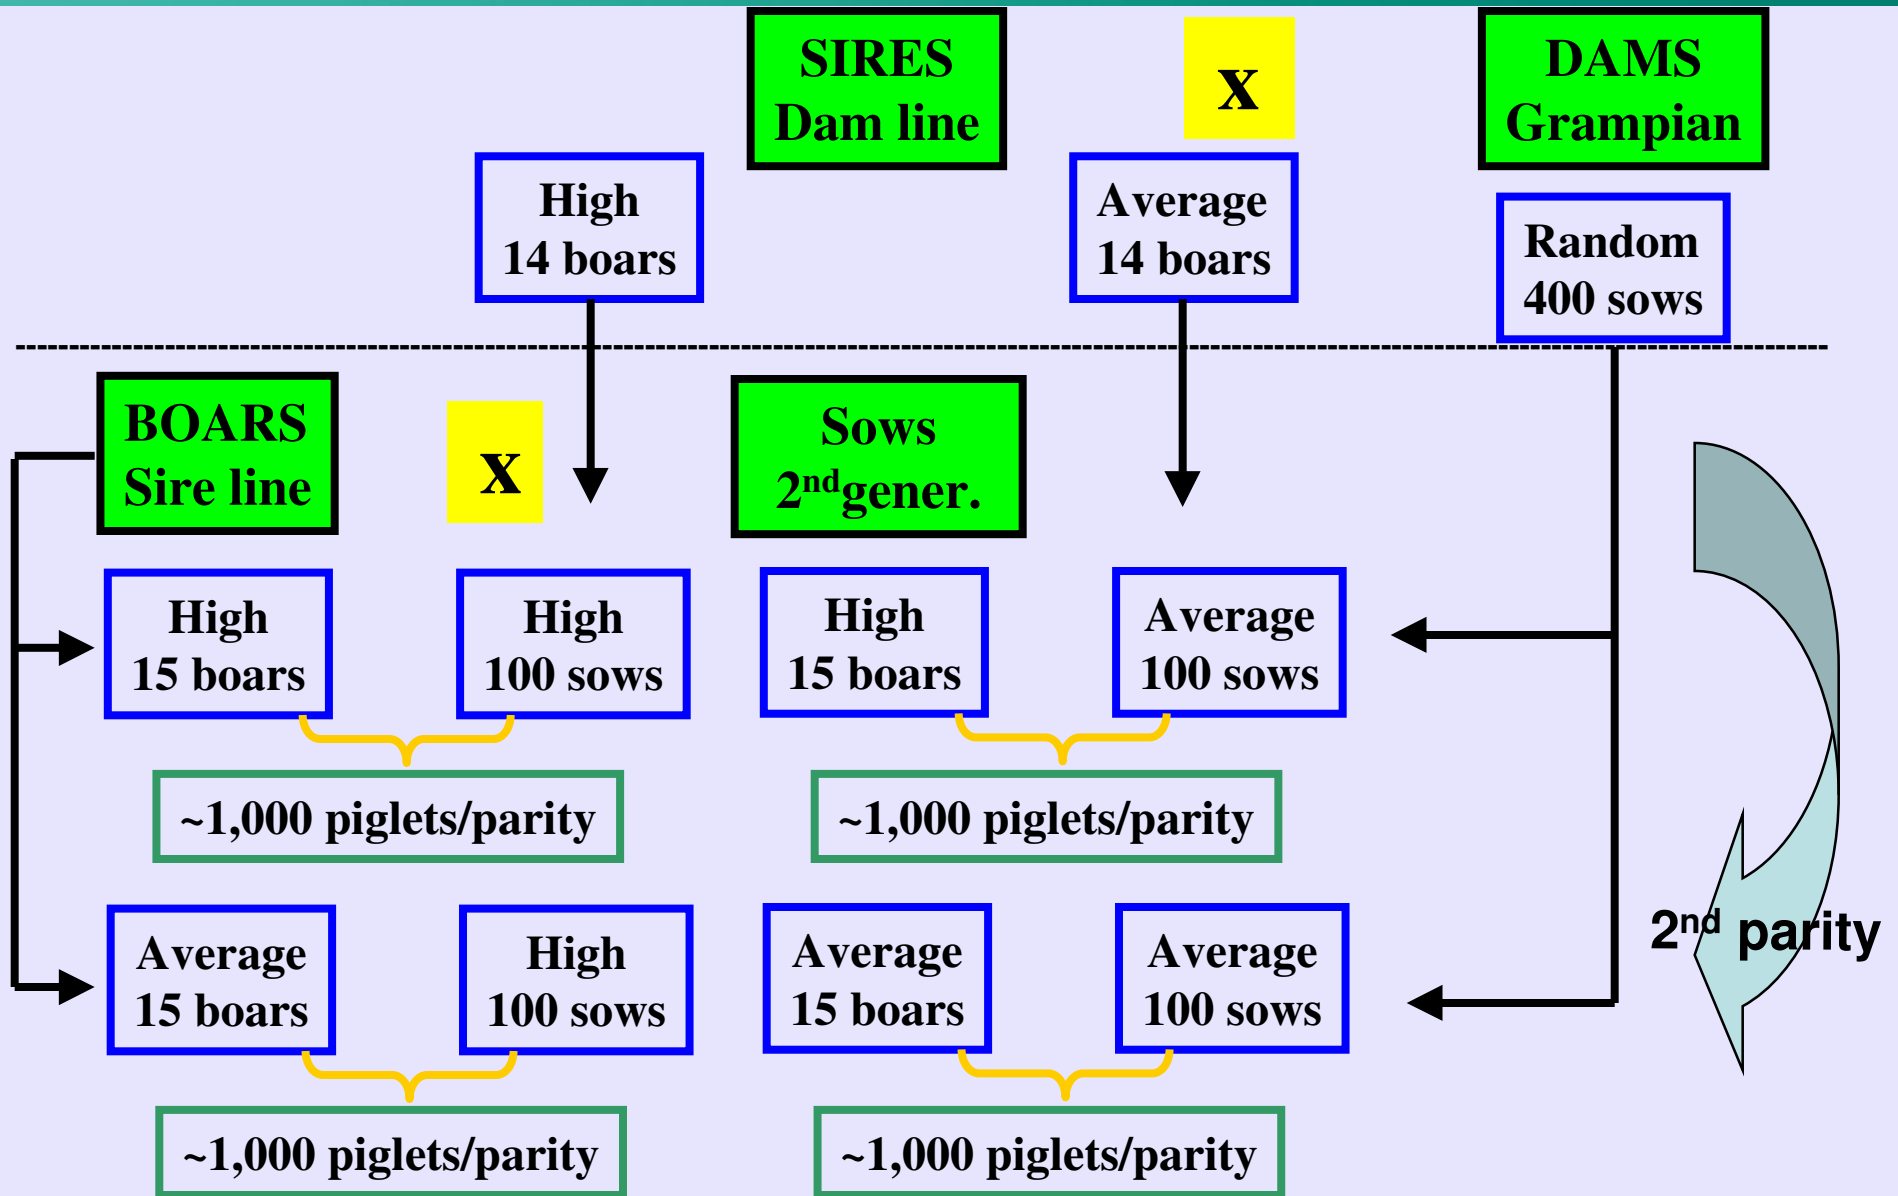 SIRES
Dam line
x
DAMS
Grampian
High
14 boars
Average
14 boars
Random
400 sows
BOARS
Sire line
x
Sows
2nd gener.
High
15 boars
High
100 sows
High
15 boars
Average
100 sows
~1,000 piglets/parity
~1,000 piglets/parity
Average
15 boars
High
100 sows
Average
15 boars
Average
100 sows
2nd parity
~1,000 piglets/parity
~1,000 piglets/parity